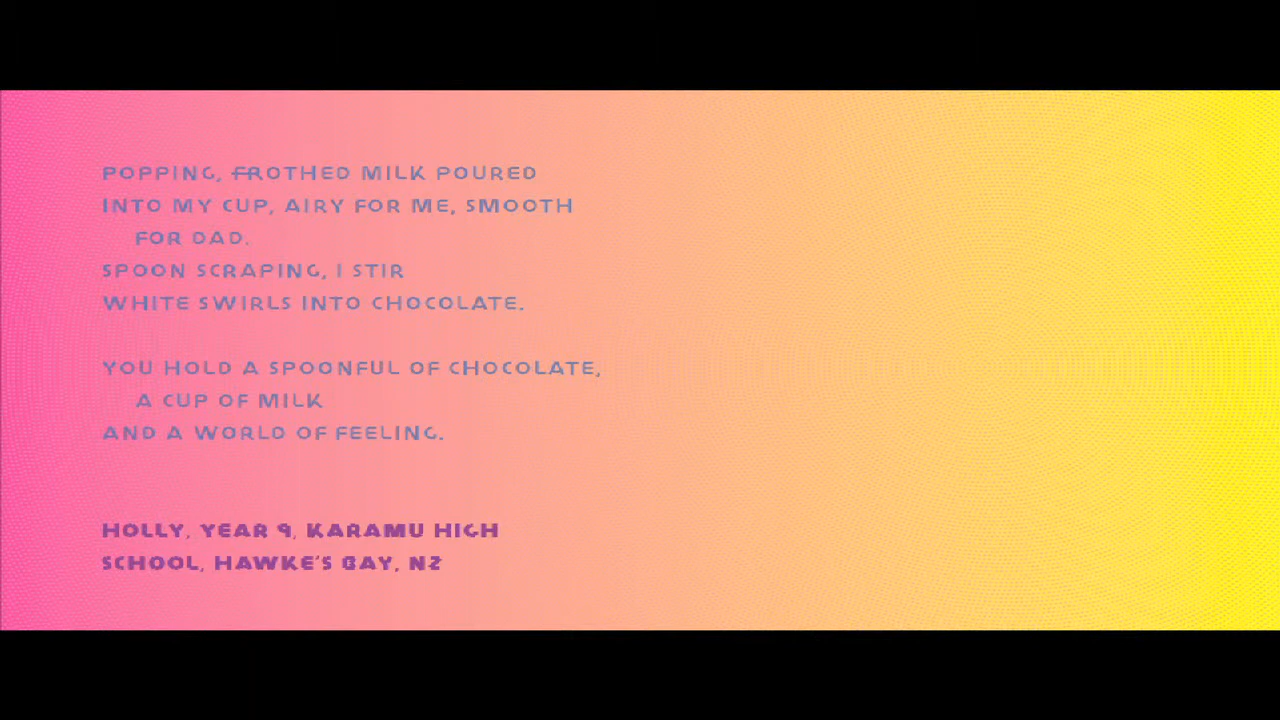 POPPING, FROTHED MILK POURED
INTO MY CUP, AIRY FOR ME, SMOOTH
FOR DAD.
SPOON SCRAPING, I STIR
WHITE SWIRLS INTO CHOCOLATE.
YOU HOLD A SPOONFUL OF CHOCOLATE,
A CUP OF MILK
AND A WORLD OF FEELING.
HOLLY, YEAR 9, KARAMU HIGH
SCHOOL, HAWKE'S BAY, NZ